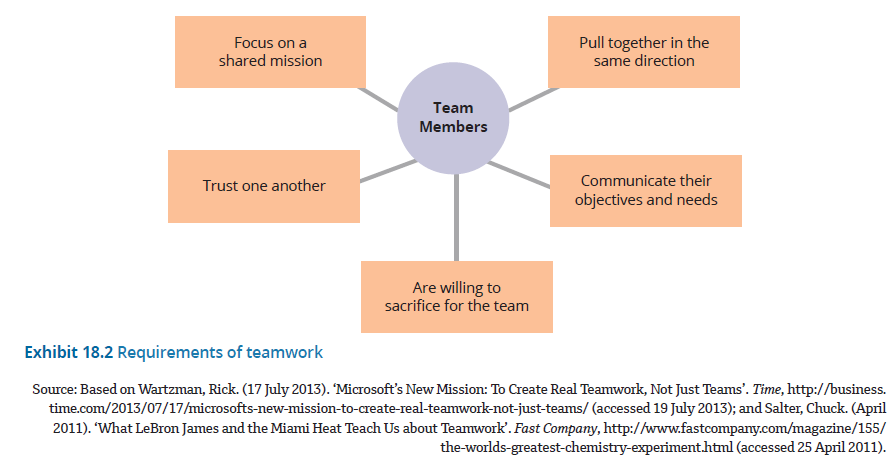 Focus on a
shared mission
Pull together in the
same direction
Team
Members
Trust one another
Communicate their
objectives and needs
Are willing to
sacrifice for the team
Exhibit 18.2 Requirements of teamwork
Source: Based on Wartzman, Rick. (17 July 2013). ‘Microsoft’s New Mission: To Create Real Teamwork, Not Just Teams’. Time, http://business.
time.com/2013/07/17/microsofts-new-mission-to-create-real-teamwork-not-just-teams/ (accessed 19 July 2013); and Salter, Chuck. (April
2011). ‘What LeBron James and the Miami Heat Teach Us about Teamwork’. Fast Company, http://www.fastcompany.com/magazine/155/
the-worlds-greatest-chemistry-experiment.html (accessed 25 April 2011).